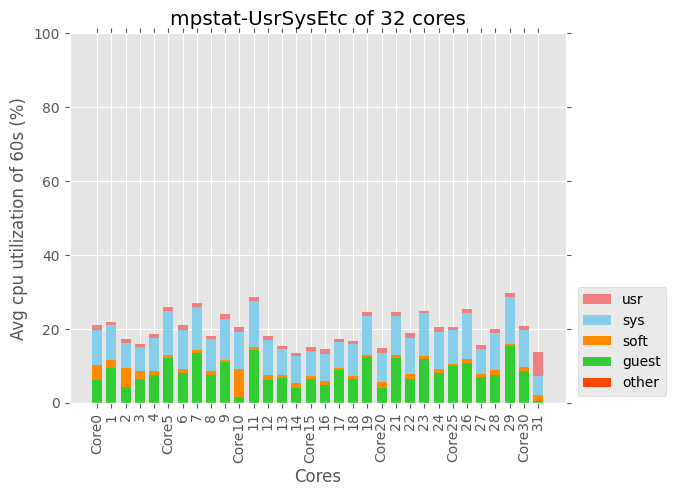 mpstat-UsrSysEtc of 32 cores
Avg cpu utilization of 60s (%)
100
80
60
40
20
0
Core0
1
2
3
4
Core5
6
7
8
9
Core10
11
12
13
14
Core15
16
17
18
19
Core20
21
22
23
24
Core25
26
27
28
29
Core30
31
Cores
usr
sys
soft
guest
other